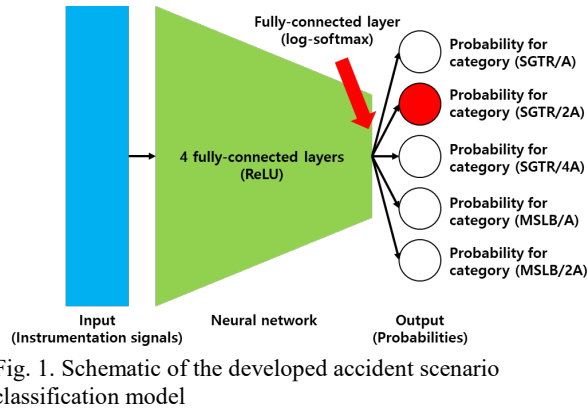 Fully-connected layer
(log-softmax)
Probability for
category (SGTR/A)
Probability for
category (SGTR/2A)
Probability for
category (SGTR/4A)
Probability for
category (MSLB/A)
Probability for
category (MSLB/2A)
4 fully-connected layers
(ReLU)
Input
(Instrumentation signals)
Neural network
Output
(Probabilities)
Fig. 1. Schematic of the developed accident scenario
classification model